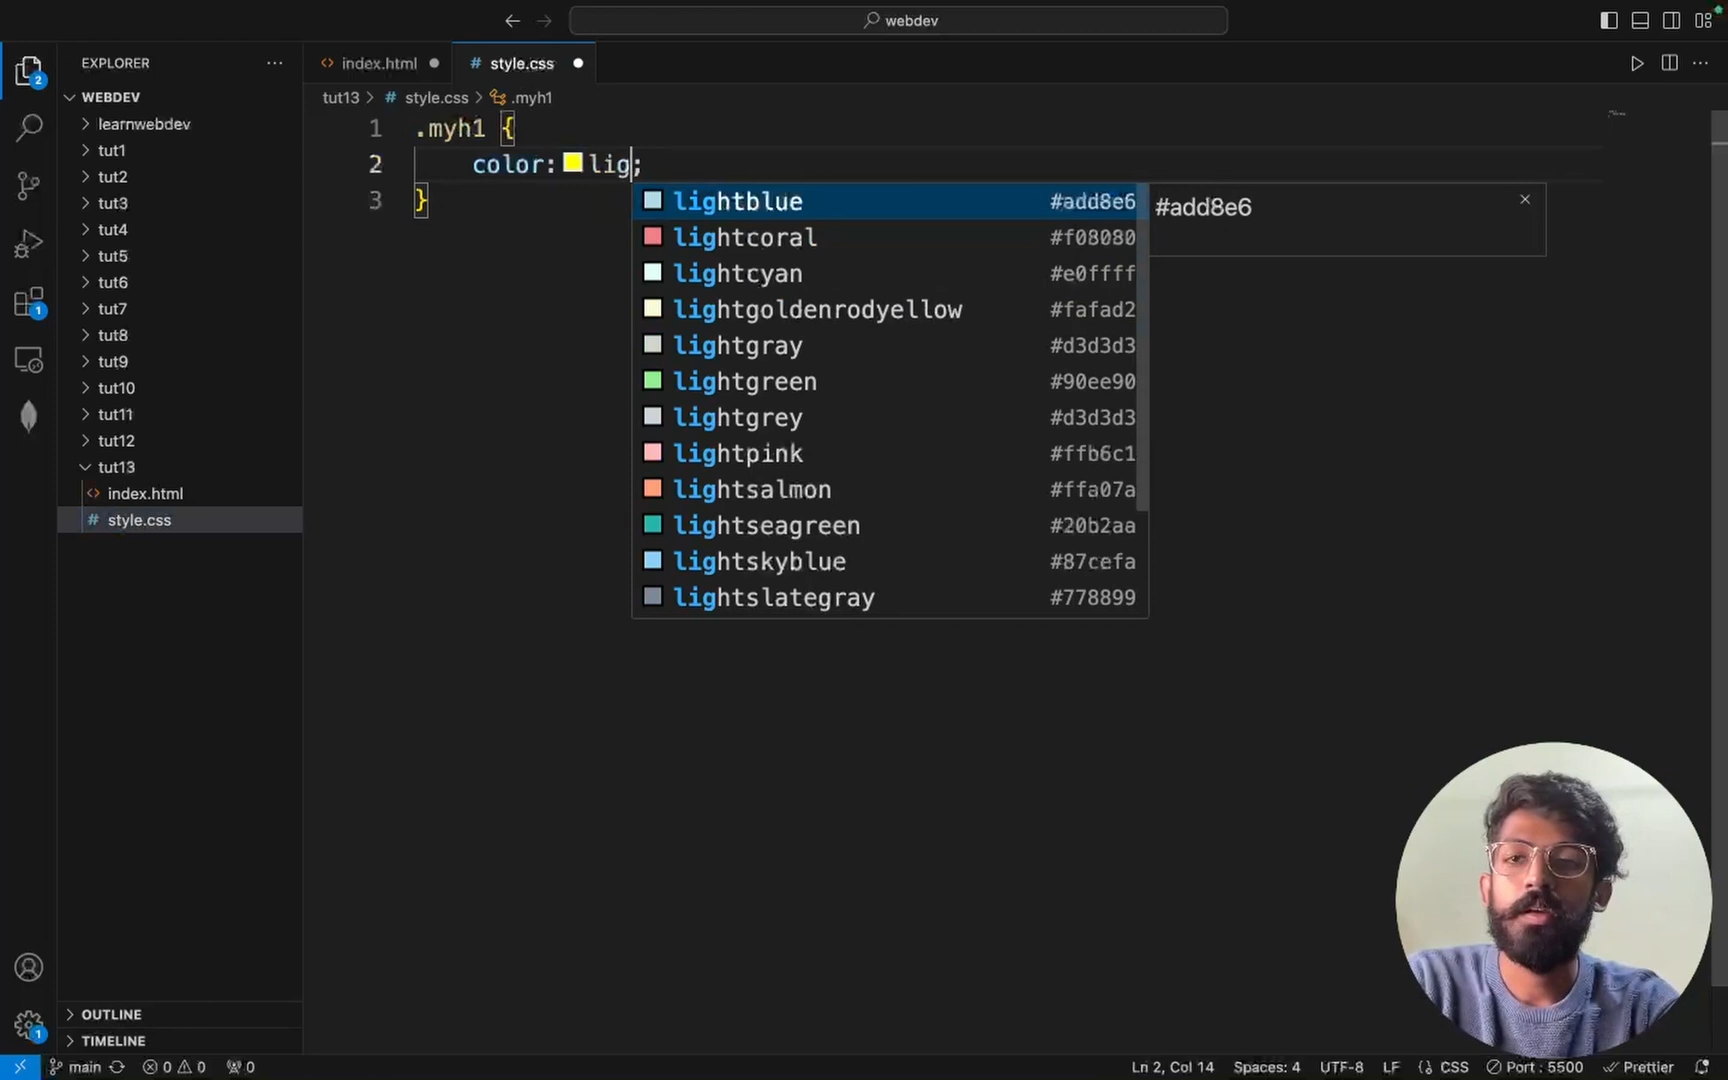 webdev
EXPLORER
index.html
style.css
2
WEBDEV
tut13 > style.css > .myh1
learnwebdev
tut1
tut2
tut3
tut4
tut5
tut6
tut7
tut8
tut9
tut10
tut11
tut12
tut13
index.html
style.css
1
1 .myh1 {
2 color: lig;
3 }
lightblue #add8e6
lightcoral #f08080
lightcyan #e0ffff
lightgoldenrodyellow #fafad2
lightgray #d3d3d3
lightgreen #90ee90
lightgrey #d3d3d3
lightpink #ffb6c1
lightsalmon #ffa07a
lightseagreen #20b2aa
lightskyblue #87cefa
lightslategray #778899
#add8e6
OUTLINE
TIMELINE
1
main 0 0 0 Ln 2, Col 14 Spaces: 4 UTF-8 LF {} CSS Port : 5500 Prettier